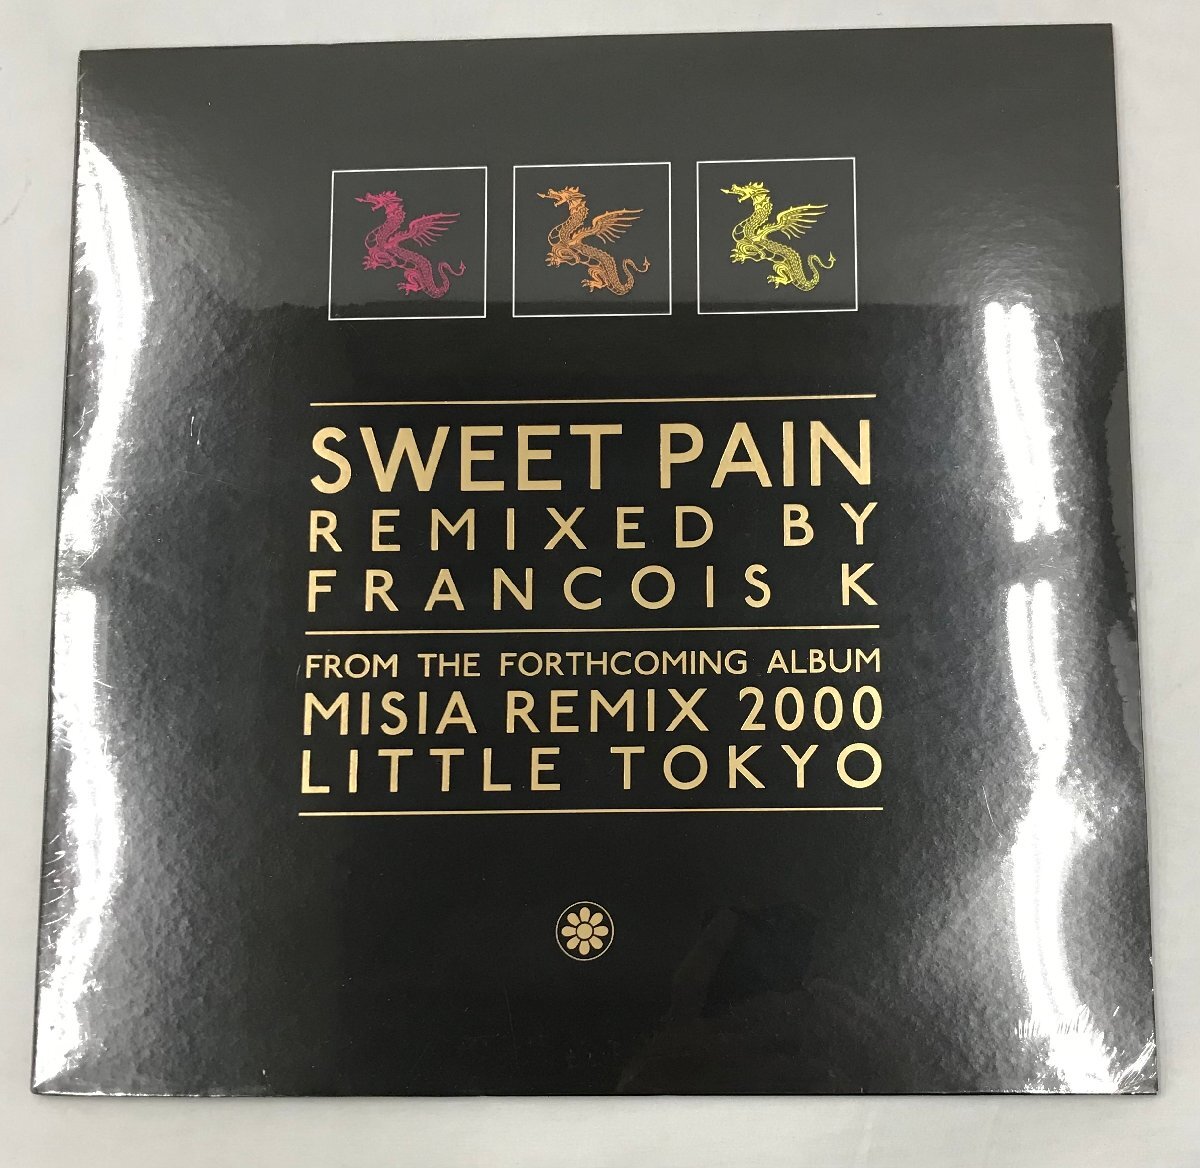 SWEET PAIN
REMIXED BY
FRANCOIS K
FROM THE FORTHCOMING ALBUM
MISIA REMIX 2000
LITTLE TOKYO